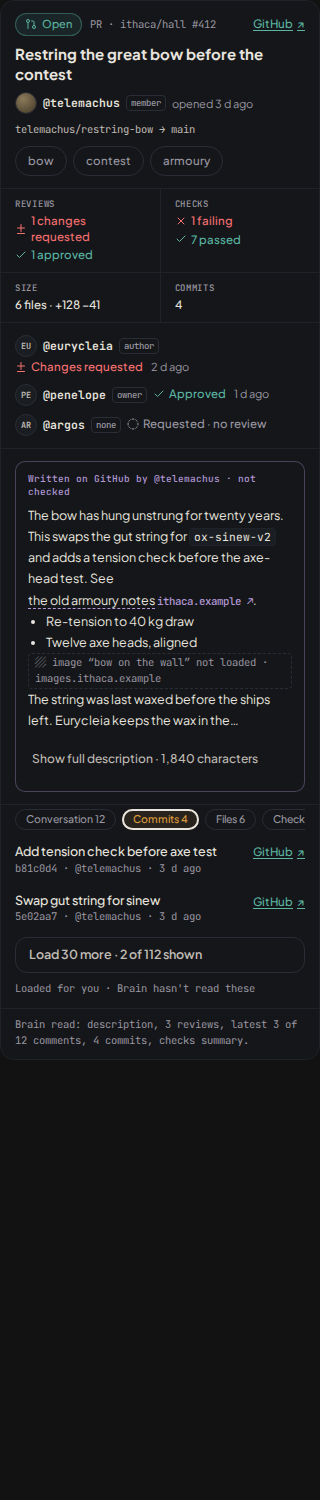 Open PR · ithaca/hall #412 GitHub ↗
Restring the great bow before the
contest
@telemachus member opened 3 d ago
telemachus/restring-bow → main
bow contest armoury
REVIEWS
± 1 changes
requested
✓ 1 approved
CHECKS
× 1 failing
✓ 7 passed
SIZE
6 files · +128 −41
COMMITS
4
EU @eurycleia author
± Changes requested 2 d ago
PE @penelope owner ✓ Approved 1 d ago
AR @argos none Requested · no review
Written on GitHub by @telemachus · not
checked
The bow has hung unstrung for twenty years.
This swaps the gut string for ox-sinew-v2
and adds a tension check before the axe-
head test. See
the old armoury notes ithaca.example ↗.
• Re-tension to 40 kg draw
• Twelve axe heads, aligned
image “bow on the wall” not loaded ·
images.ithaca.example
The string was last waxed before the ships
left. Eurycleia keeps the wax in the…
Show full description · 1,840 characters
Conversation 12 Commits 4 Files 6 Check
Add tension check before axe test GitHub ↗
b81c0d4 · @telemachus · 3 d ago
Swap gut string for sinew GitHub ↗
5e02aa7 · @telemachus · 3 d ago
Load 30 more · 2 of 112 shown
Loaded for you · Brain hasn't read these
Brain read: description, 3 reviews, latest 3 of
12 comments, 4 commits, checks summary.